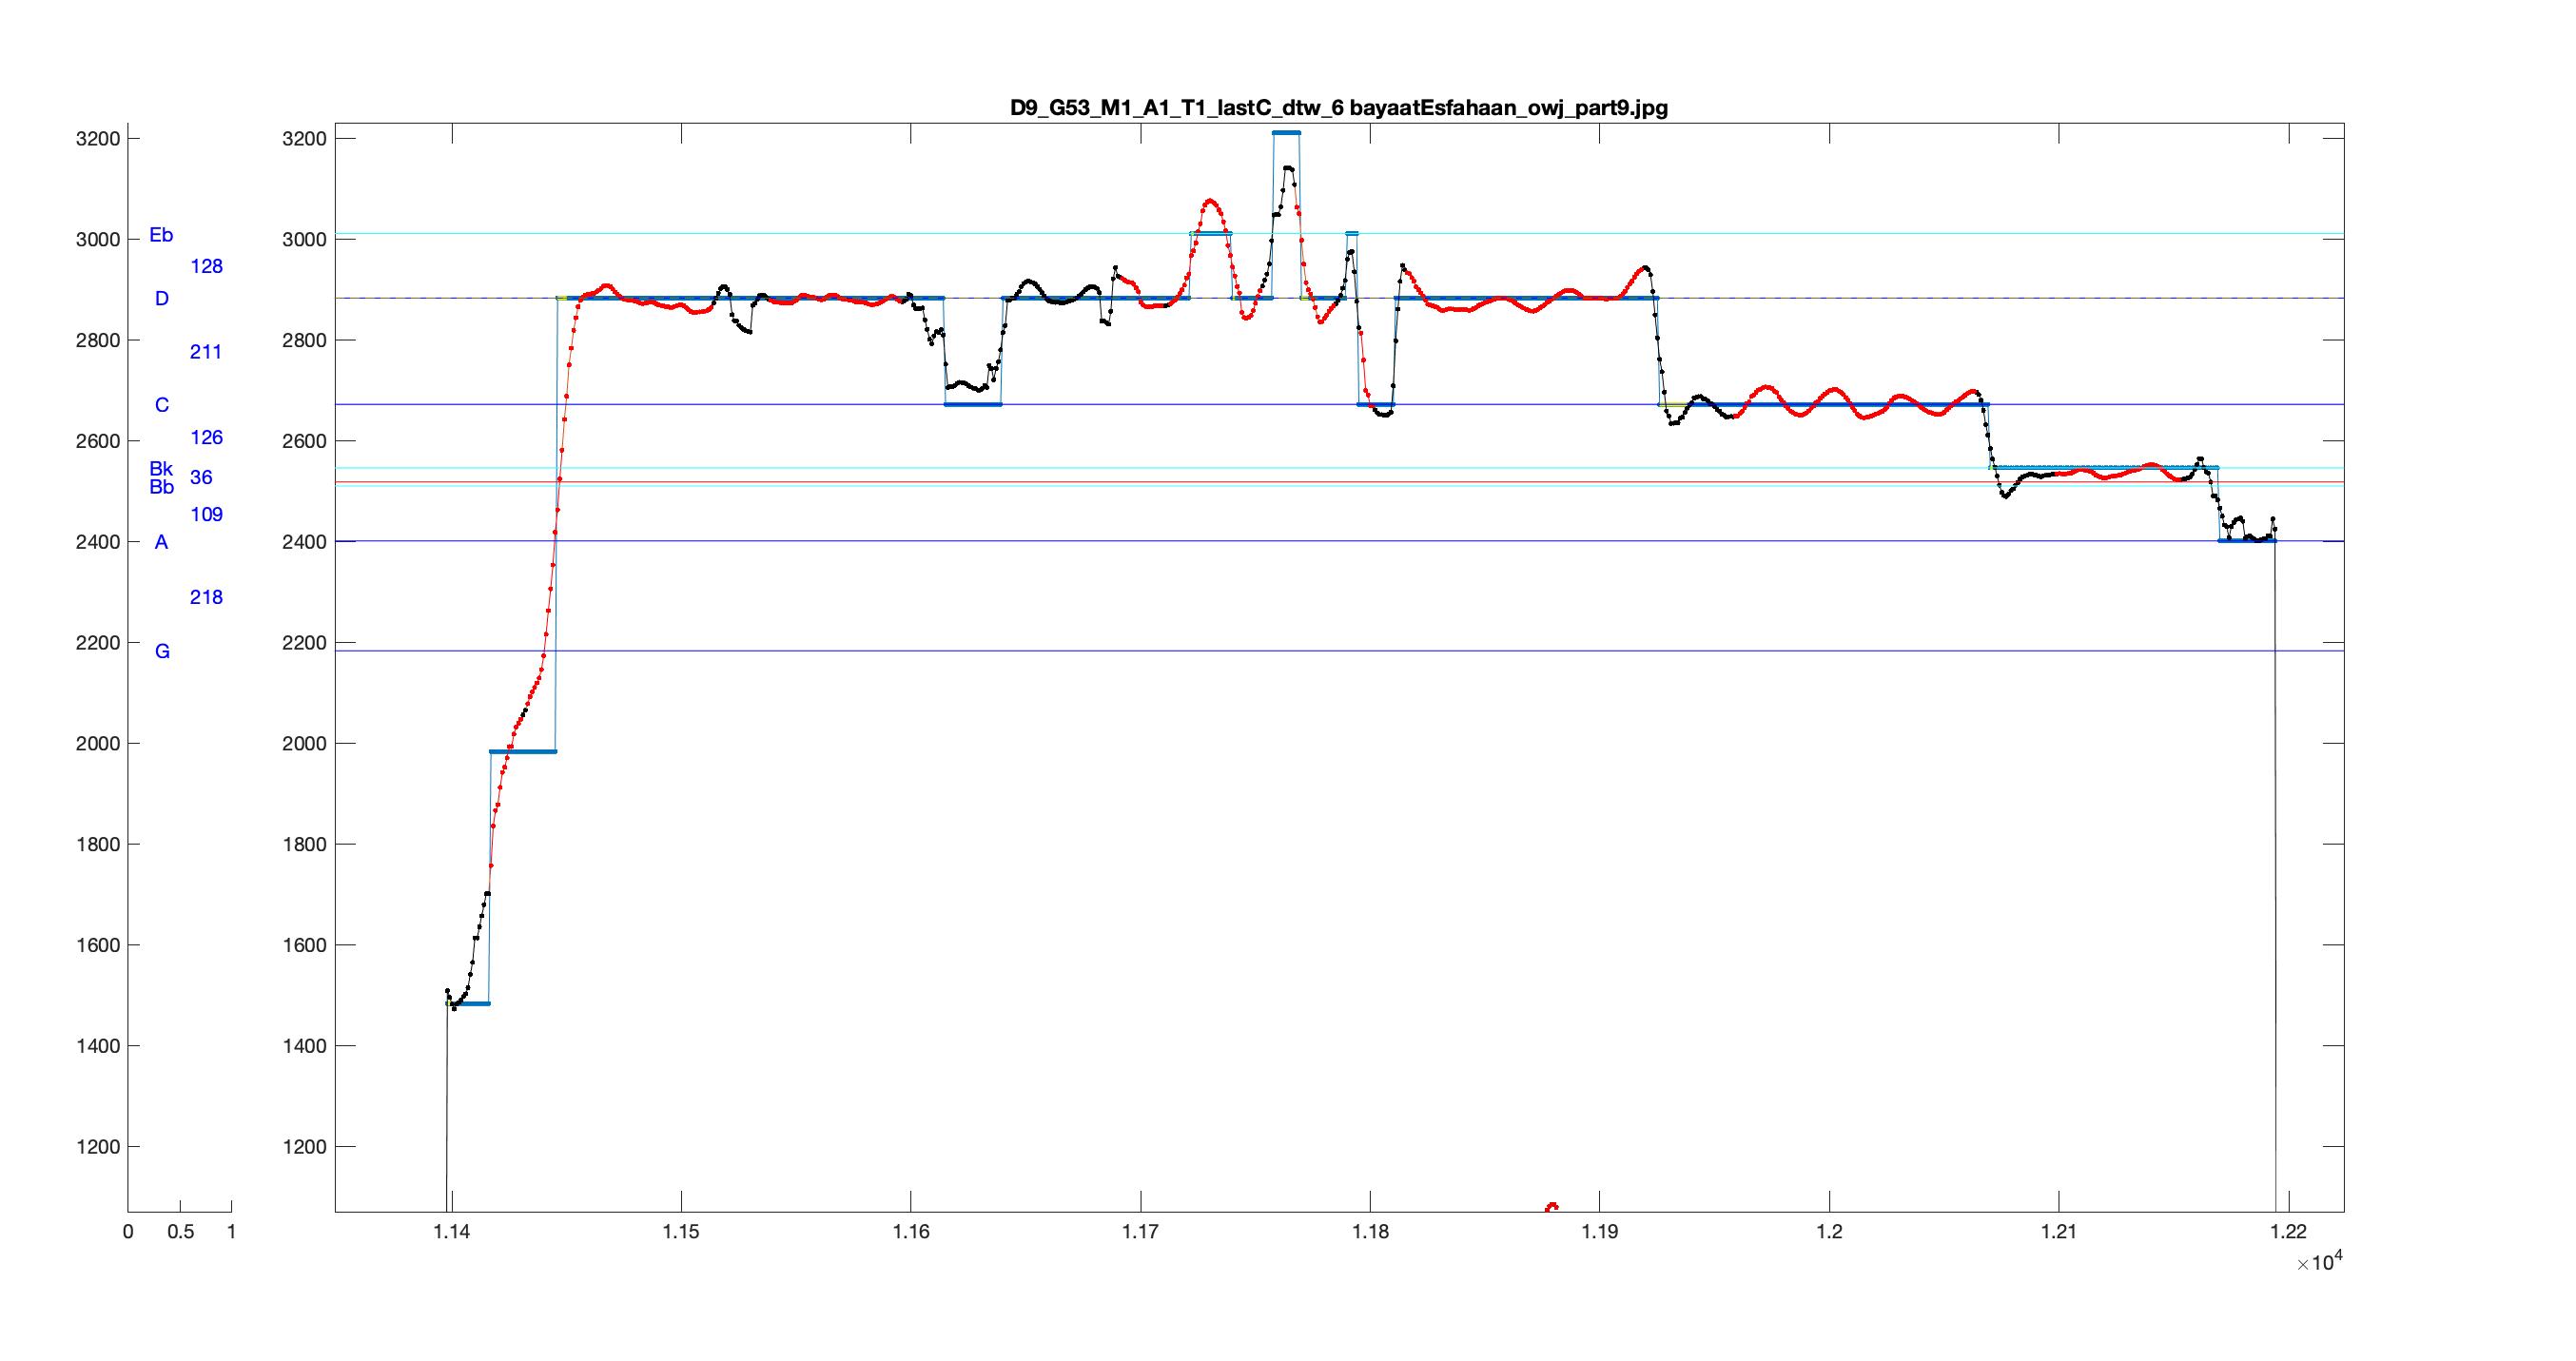 D9_G53_M1_A1_T1_lastC_dtw_6 bayaatEsfahaan_owj_part9.jpg
3200
3000
2800
2600
2400
2200
2000
1800
1600
1400
1200
0 0.5 1
Eb
128
D
211
C
126
Bk
36
Bb
109
A
218
G
3200
3000
2800
2600
2400
2200
2000
1800
1600
1400
1200
1.14 1.15 1.16 1.17 1.18 1.19 1.2 1.21 1.22
×10⁴